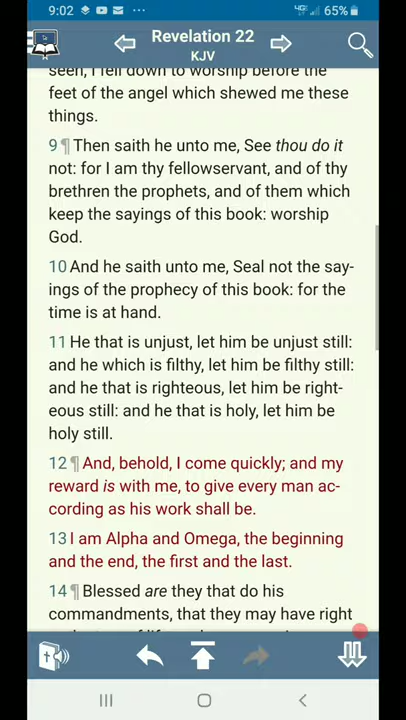 9:02
65%
Revelation 22
KJV
seen, I fell down to worship before the
feet of the angel which shewed me these
things.
9 ¶ Then saith he unto me, See thou do it
not: for I am thy fellowservant, and of thy
brethren the prophets, and of them which
keep the sayings of this book: worship
God.
10 And he saith unto me, Seal not the say-
ings of the prophecy of this book: for the
time is at hand.
11 He that is unjust, let him be unjust still:
and he which is filthy, let him be filthy still:
and he that is righteous, let him be right-
eous still: and he that is holy, let him be
holy still.
12 ¶ And, behold, I come quickly; and my
reward is with me, to give every man ac-
cording as his work shall be.
13 I am Alpha and Omega, the beginning
and the end, the first and the last.
14 ¶ Blessed are they that do his
commandments, that they may have right